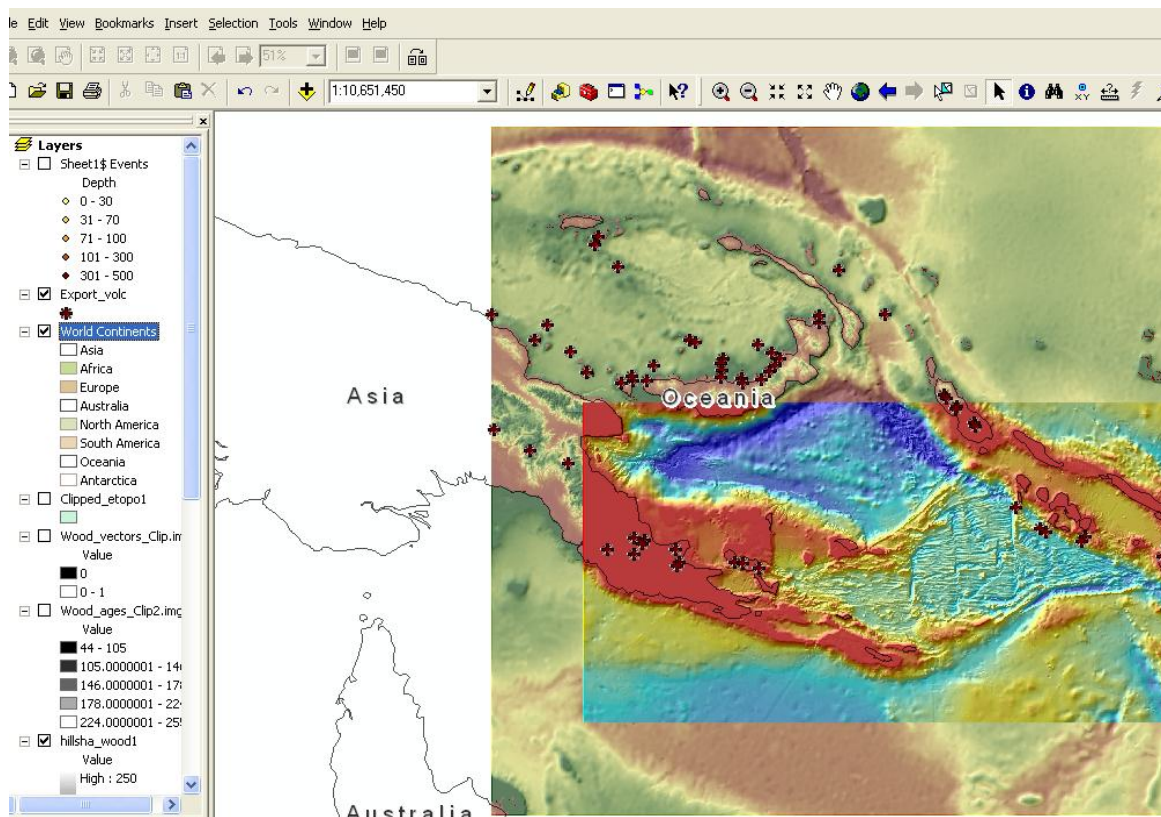 le Edit View Bookmarks Insert Selection Tools Window Help
51%
1:10,651,450
Layers
Sheet1$ Events
Depth
0 - 30
31 - 70
71 - 100
101 - 300
301 - 500
Export_volc
World Continents
Asia
Africa
Europe
Australia
North America
South America
Oceania
Antarctica
Clipped_etopo1
Wood_vectors_Clip.im
Value
0
0 - 1
Wood_ages_Clip2.img
Value
44 - 105
105.0000001 - 14
146.0000001 - 178
178.0000001 - 22
224.0000001 - 25
hillsha_wood1
Value
High : 250
Asia
Oceania
Australia